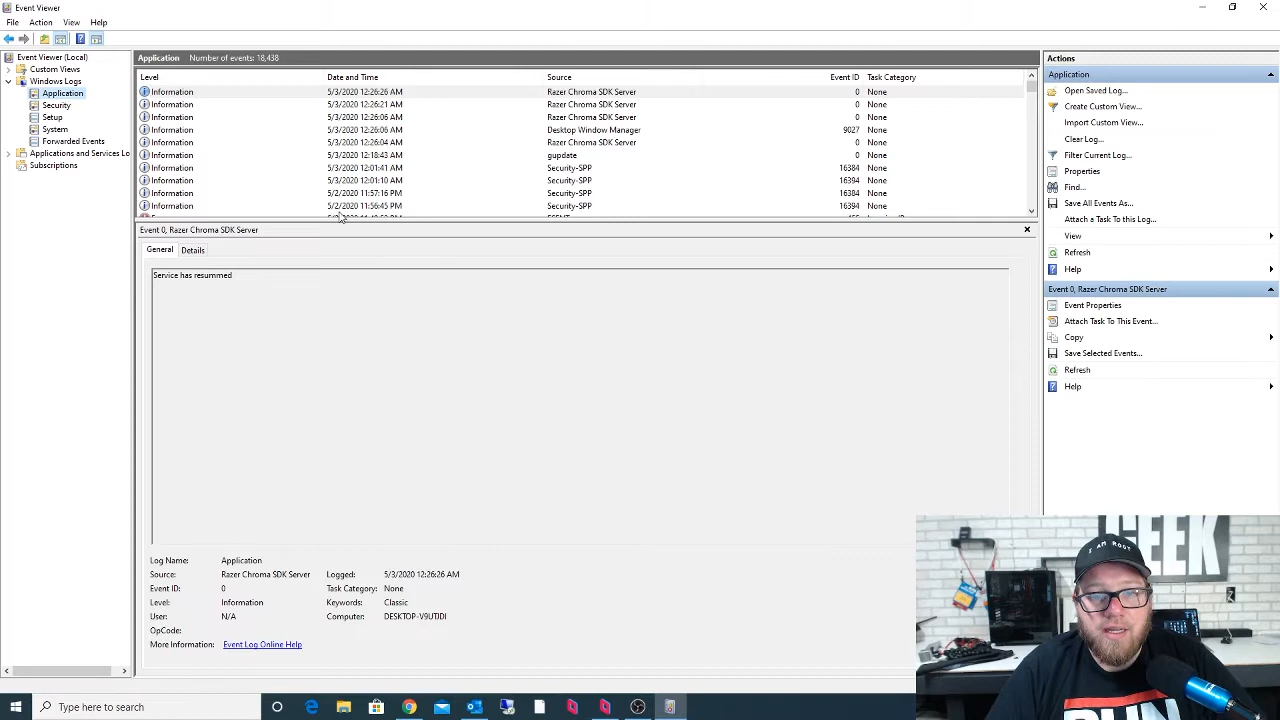 Event Viewer
File Action View Help
Event Viewer (Local)
Custom Views
Windows Logs
Application
Security
Setup
System
Forwarded Events
Applications and Services Lo
Subscriptions
Application Number of events: 18,438
Level Date and Time Source Event ID Task Category
Information 5/3/2020 12:26:26 AM Razer Chroma SDK Server 0 None
Information 5/3/2020 12:26:21 AM Razer Chroma SDK Server 0 None
Information 5/3/2020 12:26:06 AM Razer Chroma SDK Server 0 None
Information 5/3/2020 12:26:06 AM Desktop Window Manager 9027 None
Information 5/3/2020 12:26:04 AM Razer Chroma SDK Server 0 None
Information 5/3/2020 12:18:43 AM gupdate 0 None
Information 5/3/2020 12:01:41 AM Security-SPP 16384 None
Information 5/3/2020 12:01:10 AM Security-SPP 16394 None
Information 5/2/2020 11:57:16 PM Security-SPP 16384 None
Information 5/2/2020 11:56:45 PM Security-SPP 16394 None
Event 0, Razer Chroma SDK Server
General Details
Service has resummed
Log Name: Application
Source: Razer Chroma SDK Server Logged: 5/3/2020 12:26:26 AM
Event ID: 0 Task Category: None
Level: Information Keywords: Classic
User: N/A Computer: DESKTOP-V9UTJDI
OpCode:
More Information: Event Log Online Help
Actions
Application
Open Saved Log...
Create Custom View...
Import Custom View...
Clear Log...
Filter Current Log...
Properties
Find...
Save All Events As...
Attach a Task To this Log...
View
Refresh
Help
Event 0, Razer Chroma SDK Server
Event Properties
Attach Task To This Event...
Copy
Save Selected Events...
Refresh
Help
GEEK
I AM ROOT
RUN
Type here to search